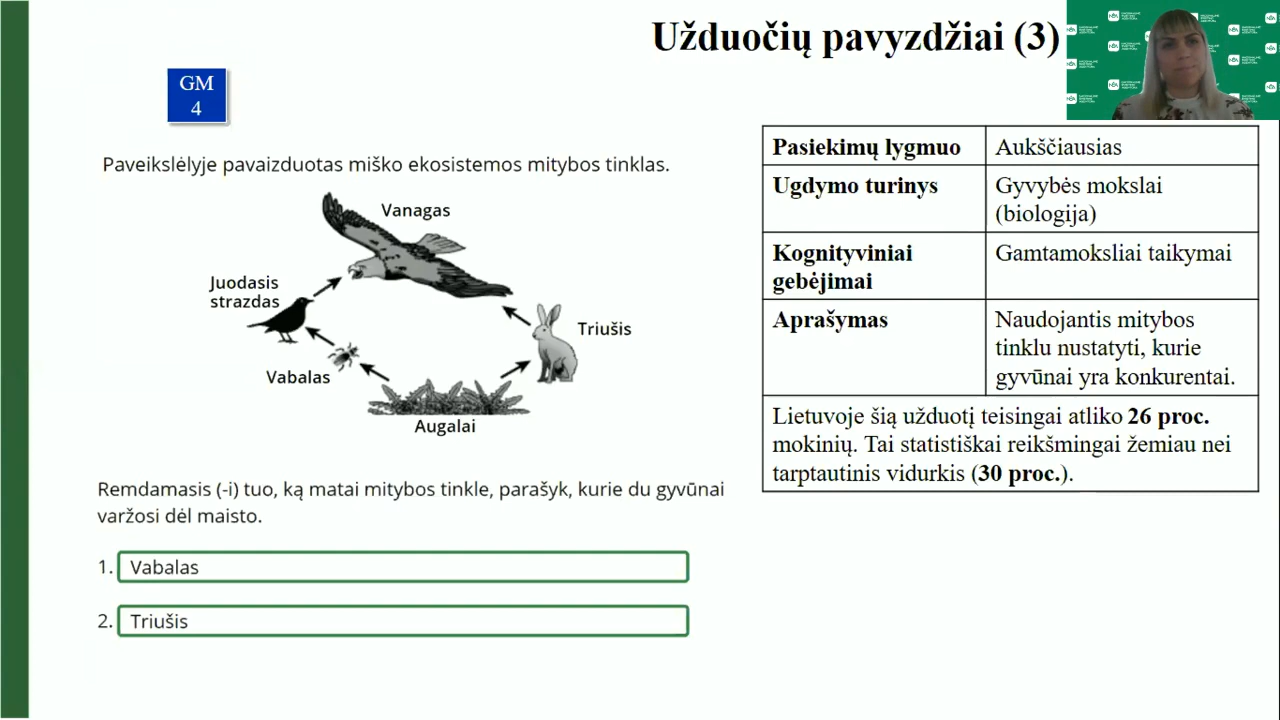 Užduočių pavyzdžiai (3)
GM
4
Paveikslėlyje pavaizduotas miško ekosistemos mitybos tinklas.
Vanagas
Juodasis
strazdas
Triušis
Vabalas
Augalai
Remdamasis (-i) tuo, ką matai mitybos tinkle, parašyk, kurie du gyvūnai
varžosi dėl maisto.
1. Vabalas
2. Triušis
Pasiekimų lygmuo
Aukščiausias
Ugdymo turinys
Gyvybės mokslai
(biologija)
Kognityviniai
gebėjimai
Gamtamoksliai taikymai
Aprašymas
Naudojantis mitybos
tinklu nustatyti, kurie
gyvūnai yra konkurentai.
Lietuvoje šią užduotį teisingai atliko 26 proc.
mokinių. Tai statistiškai reikšmingai žemiau nei
tarptautinis vidurkis (30 proc.).